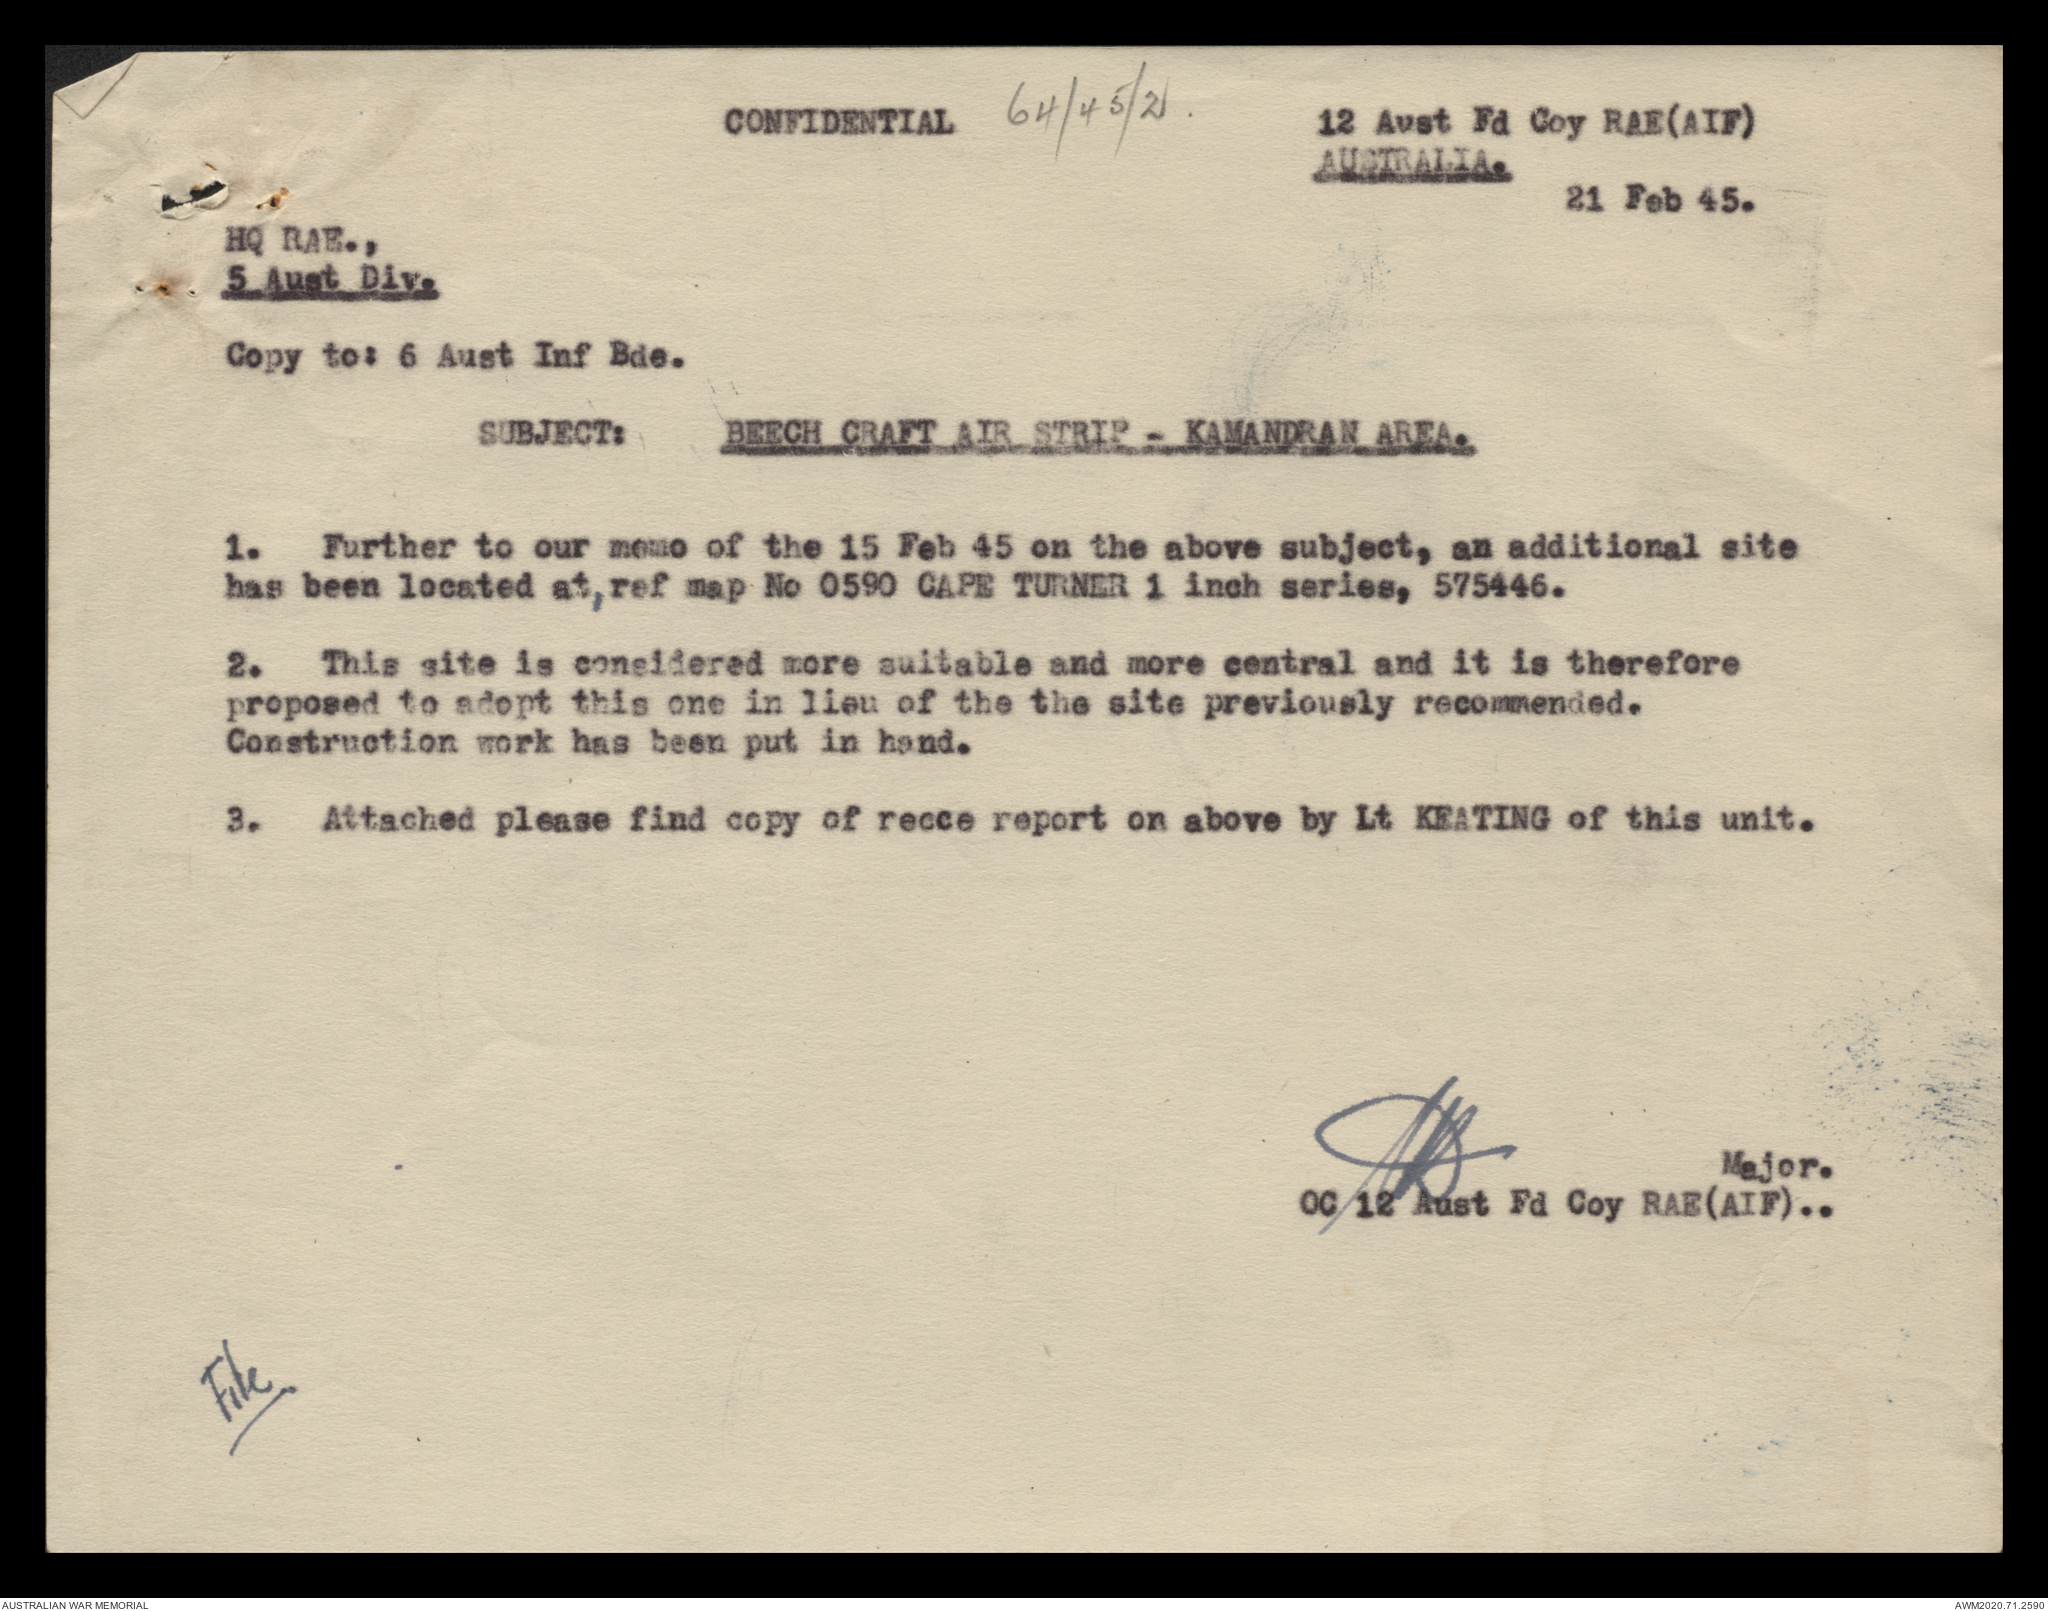 CONFIDENTIAL 64/45/2.
12 Aust Fd Coy RAE(AIF)
AUSTRALIA.
21 Feb 45.
HQ RAE.,
5 Aust Div.
Copy to: 6 Aust Inf Bde.
SUBJECT: BEECH CRAFT AIR STRIP - KAMANDRAN AREA.
1. Further to our memo of the 15 Feb 45 on the above subject, an additional site
has been located at, ref map No 0590 CAPE TURNER 1 inch series, 575446.
2. This site is considered more suitable and more central and it is therefore
proposed to adopt this one in lieu of the the site previously recommended.
Construction work has been put in hand.
3. Attached please find copy of recce report on above by Lt KEATING of this unit.
Major.
OC 12 Aust Fd Coy RAE(AIF)..
File
AUSTRALIAN WAR MEMORIAL
AWM2020.71.2590